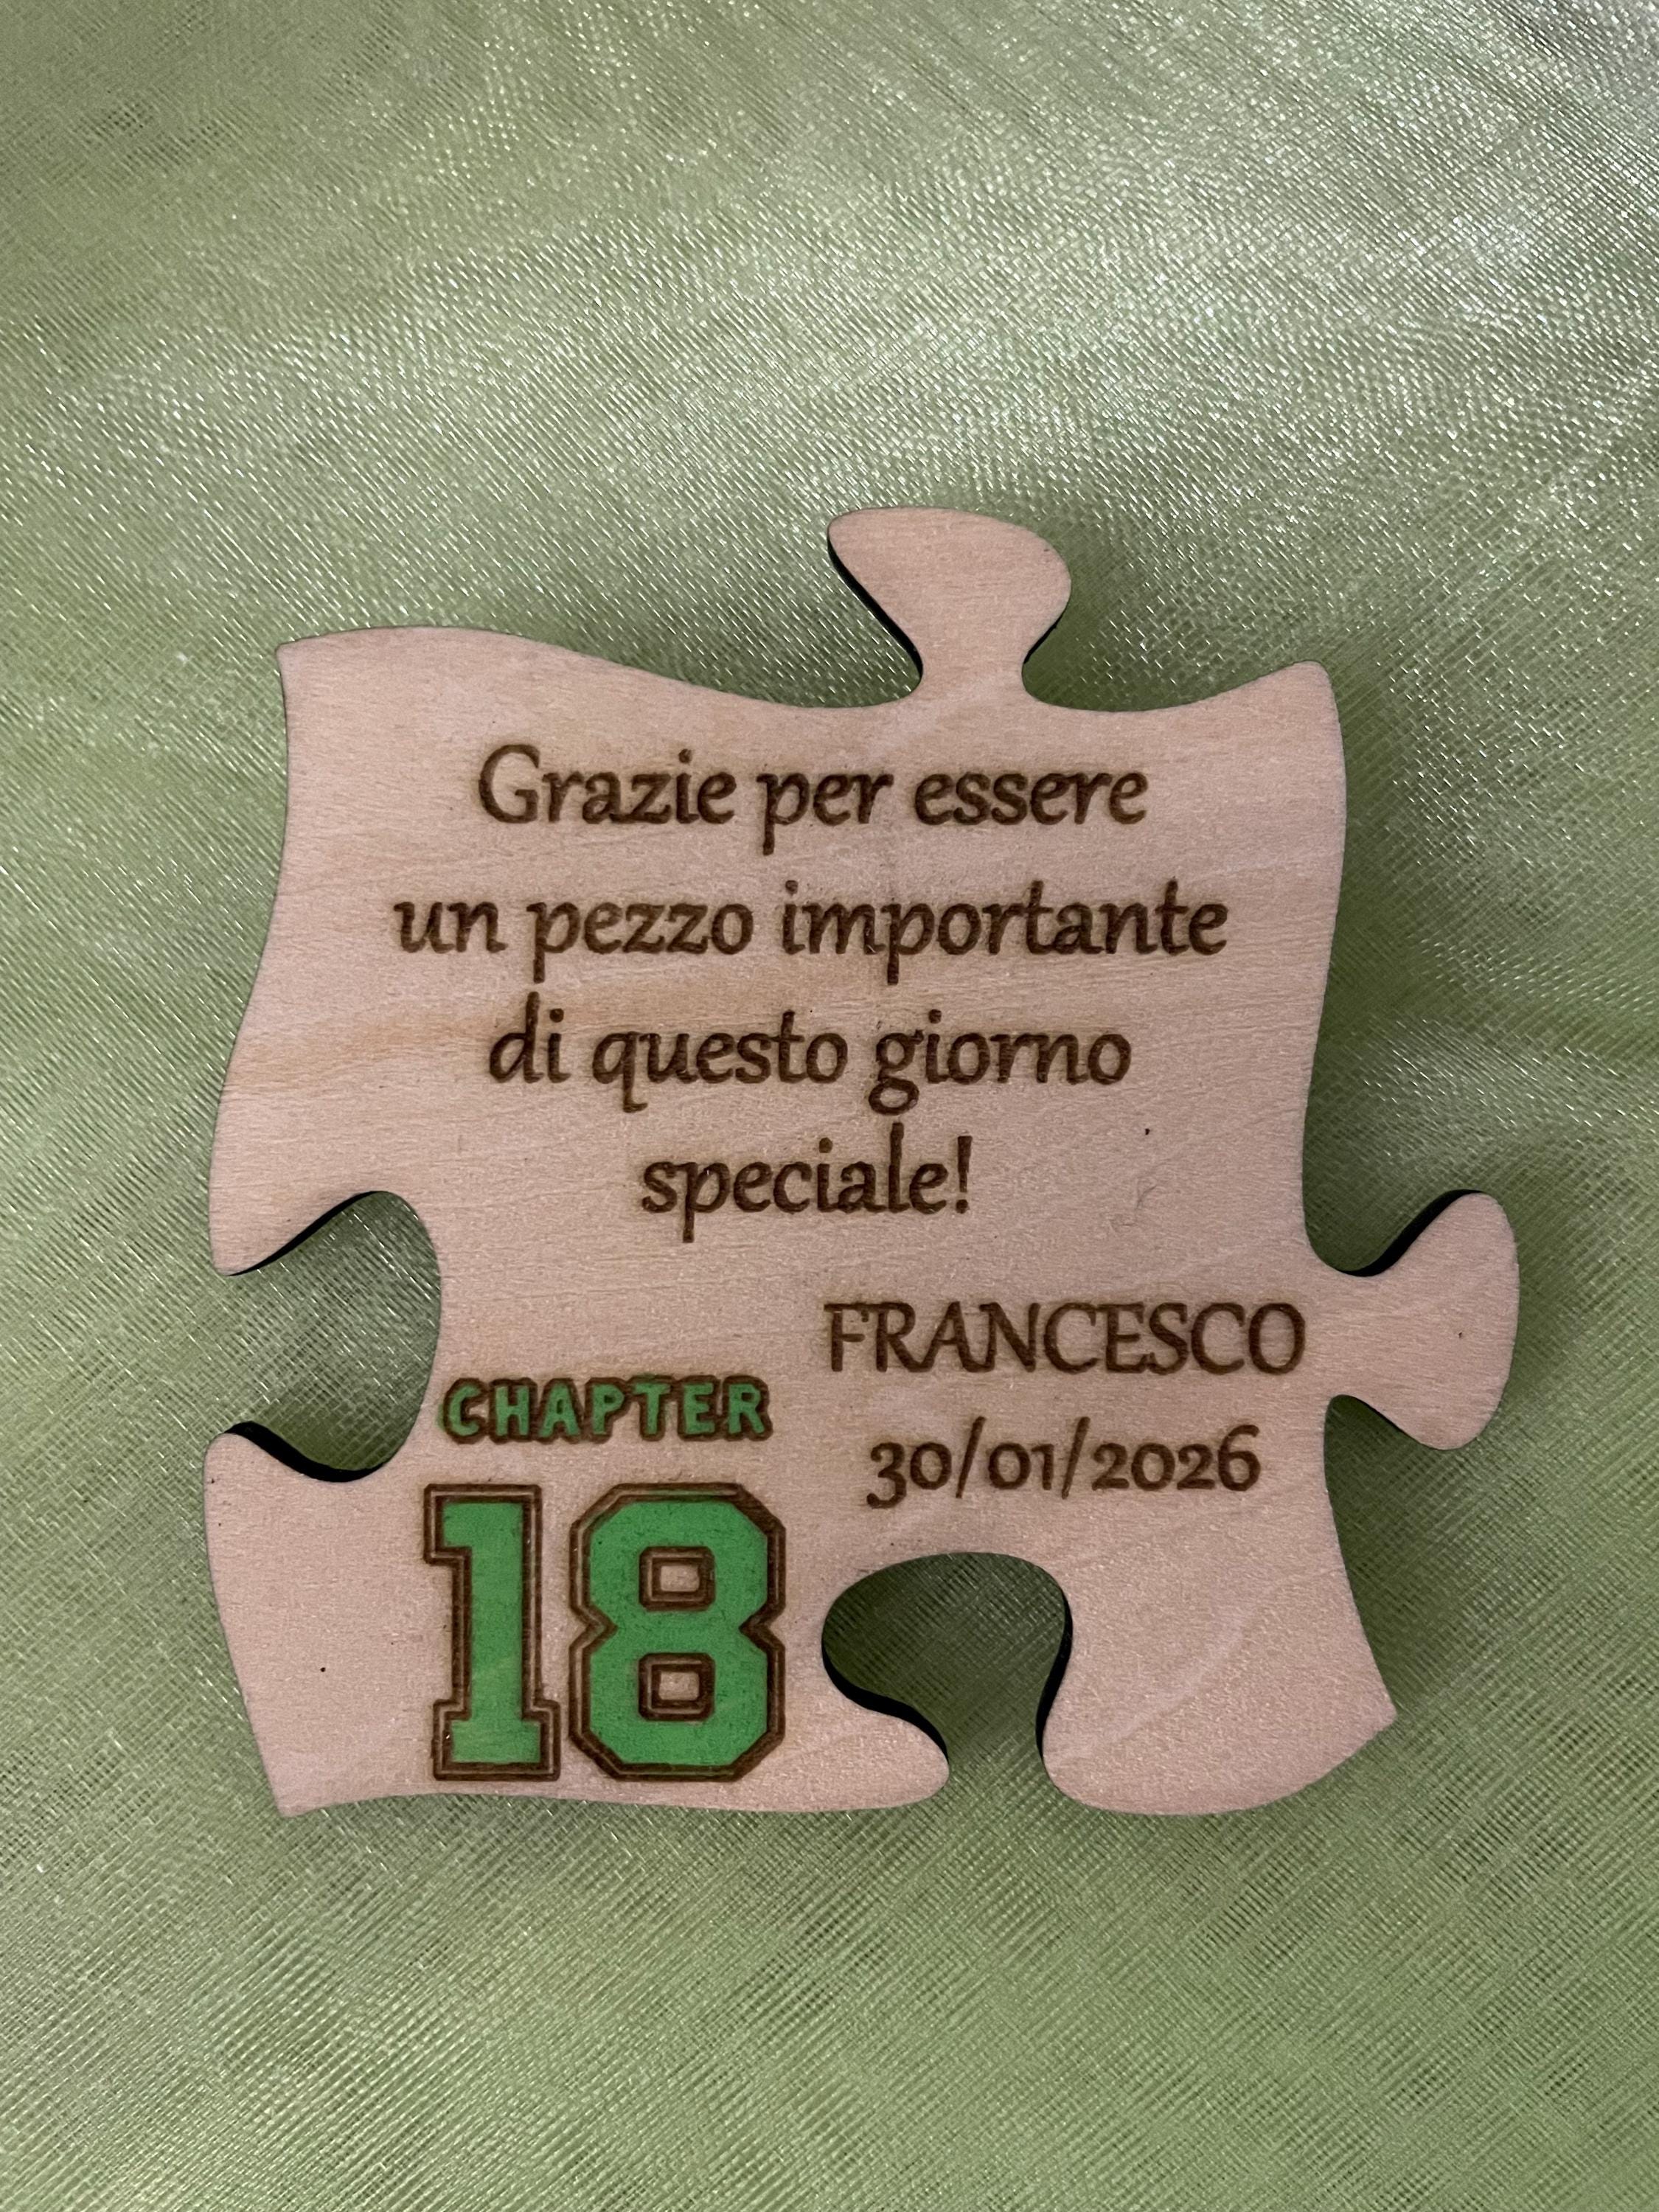 Grazie per essere
un pezzo importante
di questo giorno
speciale!
FRANCESCO
30/01/2026
CHAPTER
18